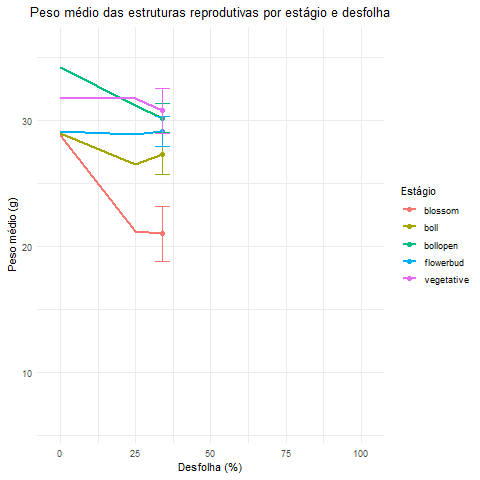 Peso médio das estruturas reprodutivas por estágio e desfolha
Peso médio (g)
30
20
10
0
25
50
75
100
Desfolha (%)
Estágio
blossom
boll
bollopen
flowerbud
vegetative